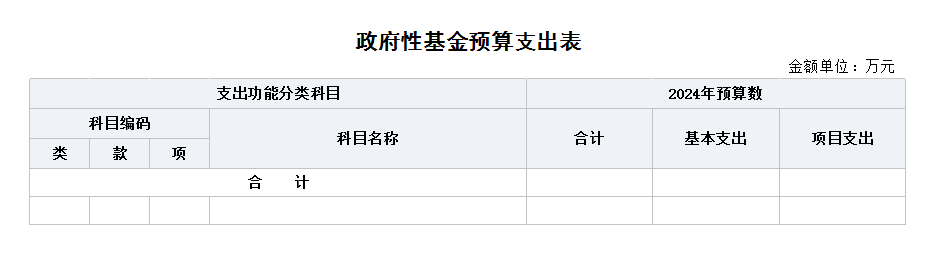 政府性基金预算支出表
金额单位：万元
支出功能分类科目 2024年预算数
科目编码 科目名称 合计 基本支出 项目支出
类 款 项
合 计